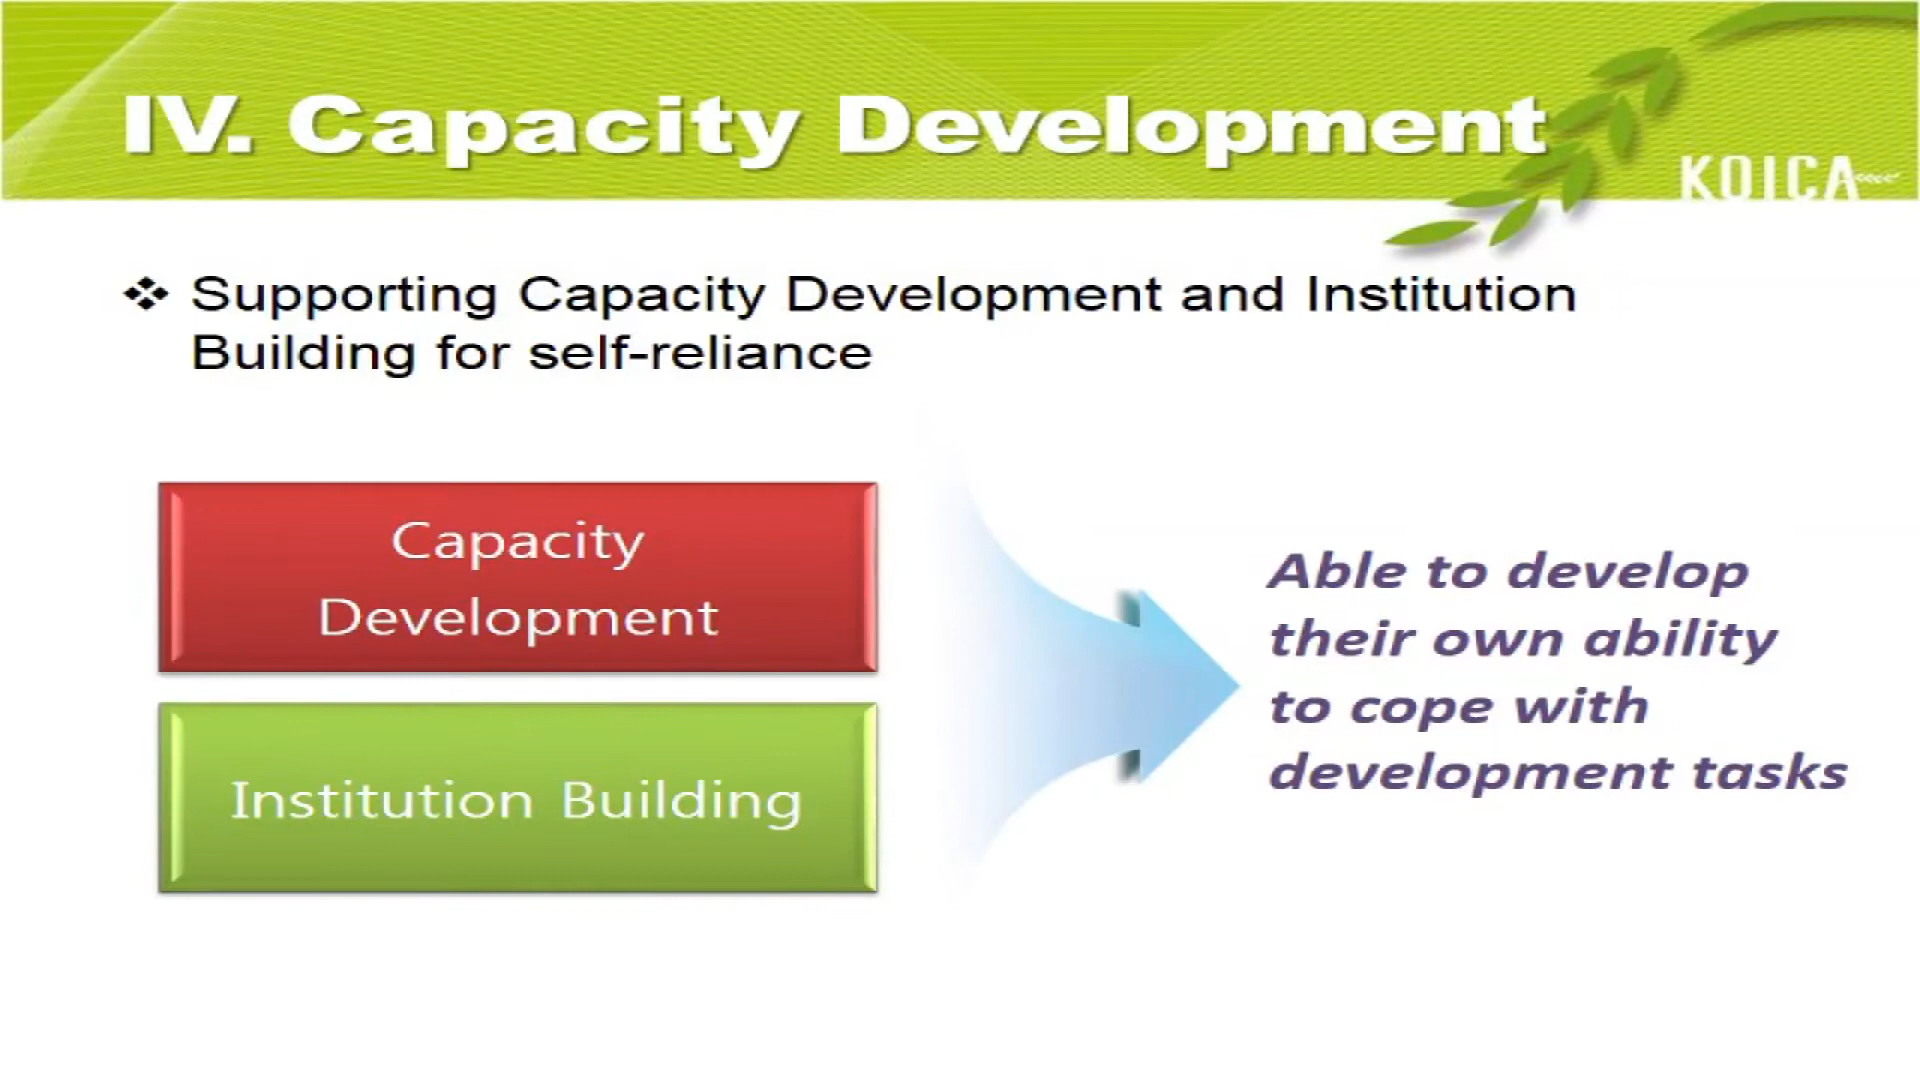 IV. Capacity Development
KOICA
❖ Supporting Capacity Development and Institution
Building for self-reliance
Capacity
Development
Institution Building
Able to develop
their own ability
to cope with
development tasks